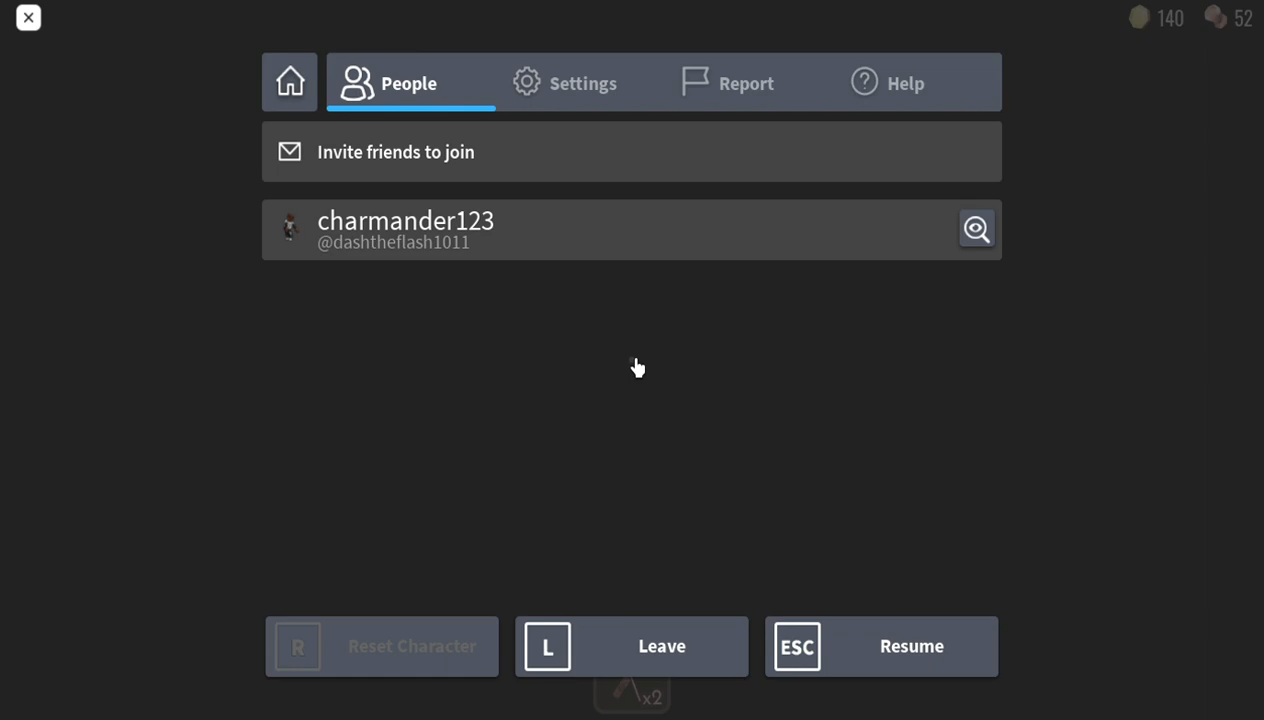 140 52
People Settings Report Help
Invite friends to join
charmander123
@dashtheflash1011
R Reset Character L Leave ESC Resume
x2